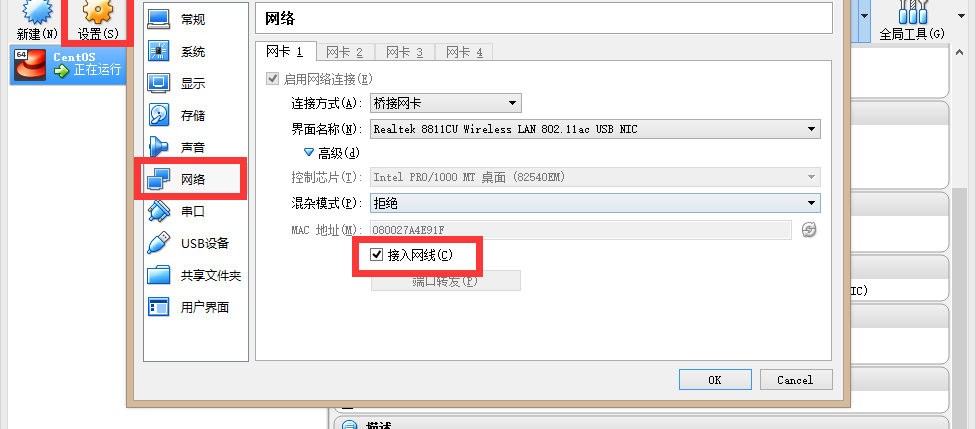 新建(N)
设置(S)
全局工具(G)
CentOS
正在运行
64
常规
系统
显示
存储
声音
网络
串口
USB设备
共享文件夹
用户界面
网络
网卡 1
网卡 2
网卡 3
网卡 4
启用网络连接(E)
连接方式(A):
桥接网卡
界面名称(N):
Realtek 8811CU Wireless LAN 802.11ac USB NIC
高级(d)
控制芯片(T):
Intel PRO/1000 MT 桌面 (82540EM)
混杂模式(P):
拒绝
MAC 地址(M):
080027A4E91F
接入网线(C)
端口转发(P)
OK
Cancel
IC)
描述